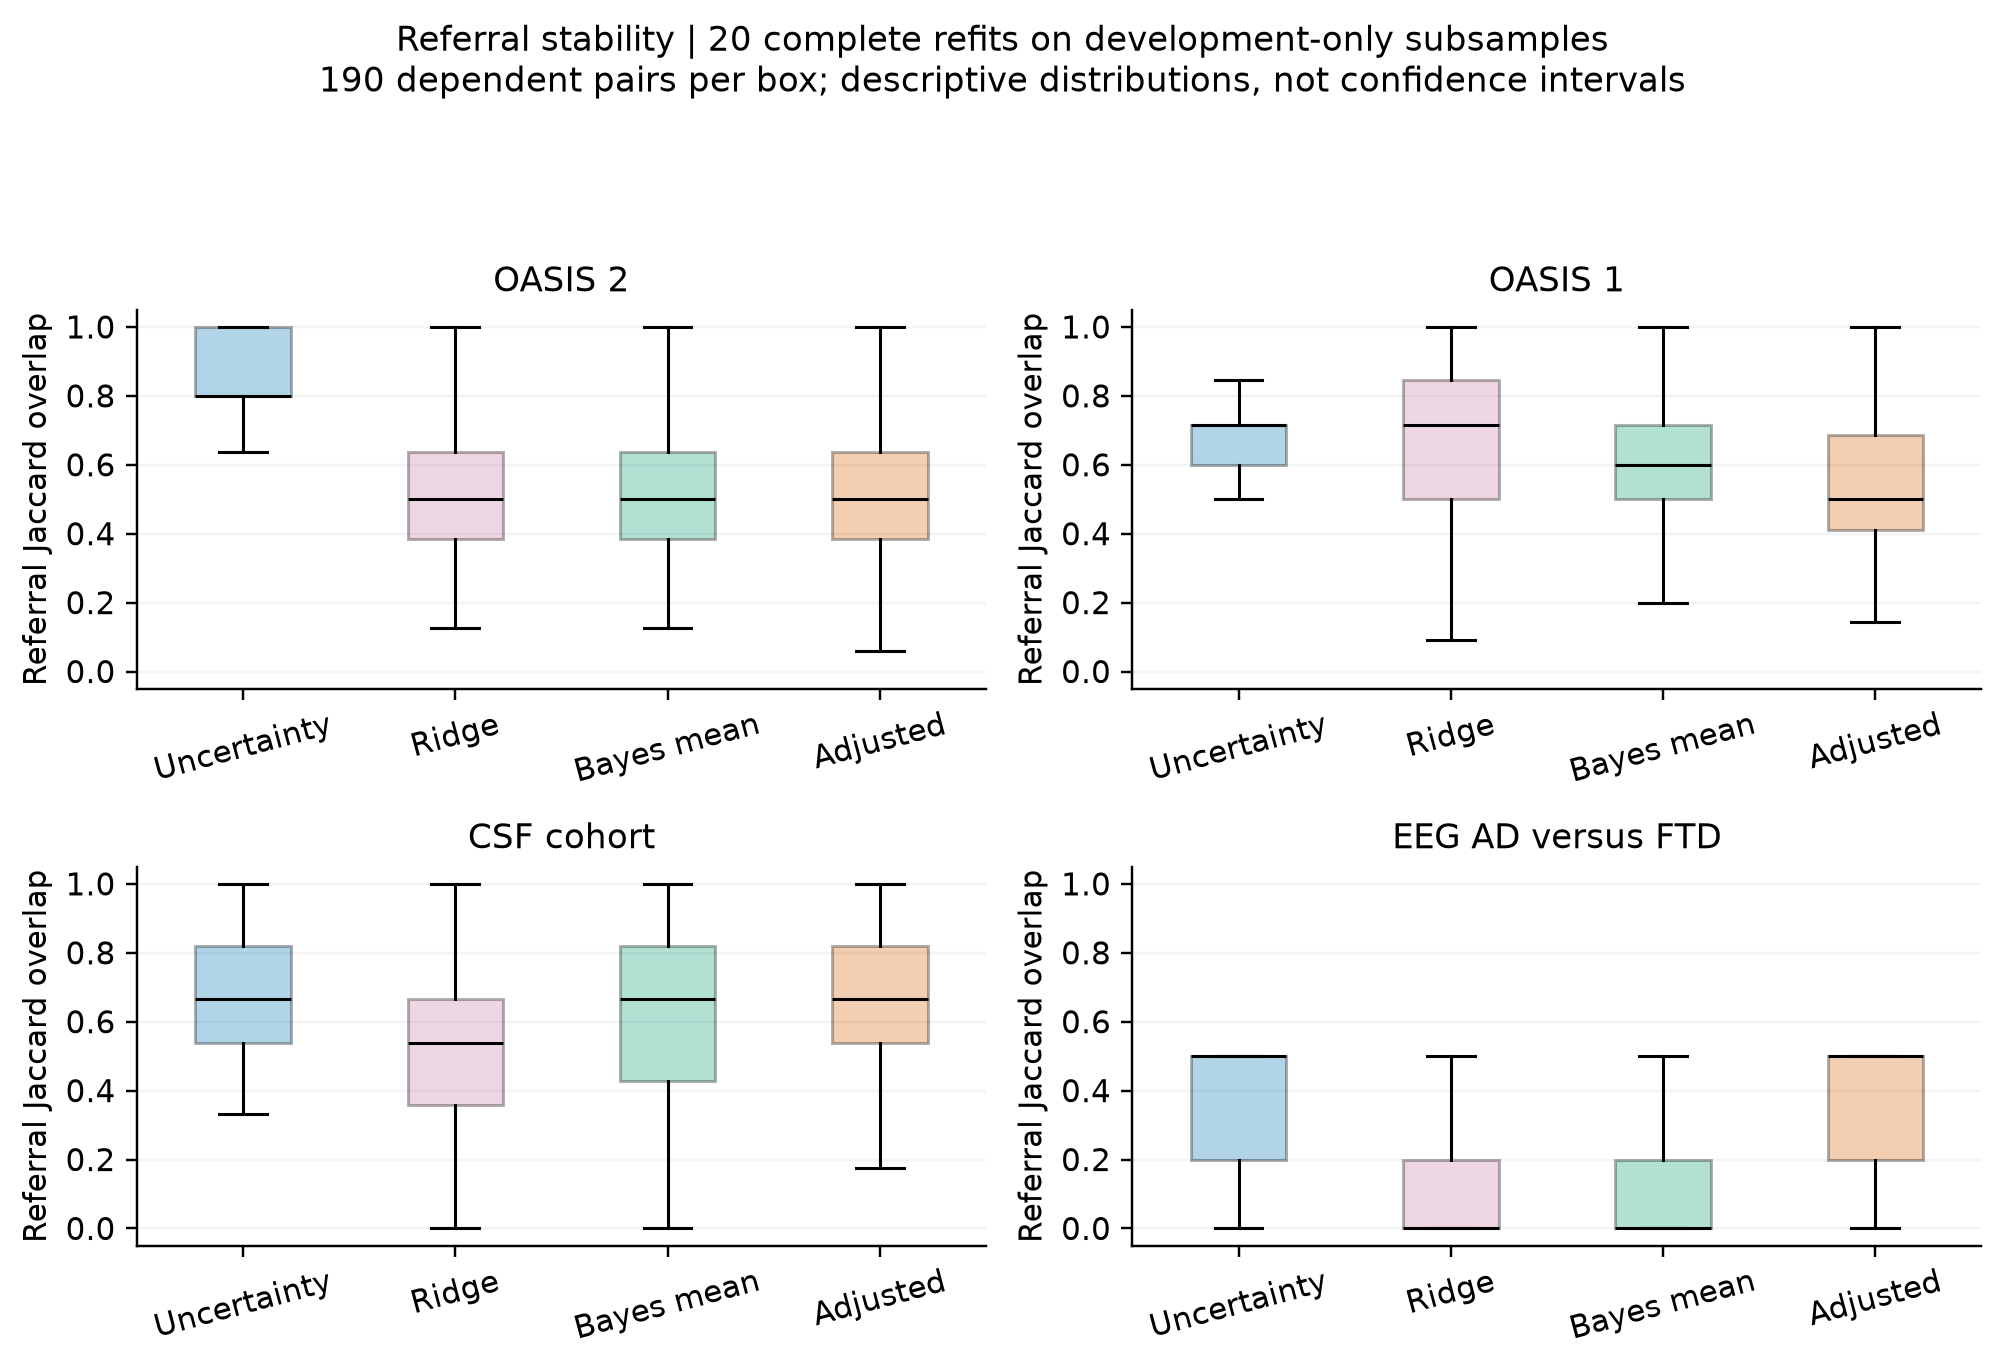 Referral stability | 20 complete refits on development-only subsamples
190 dependent pairs per box; descriptive distributions, not confidence intervals
OASIS 2
Referral Jaccard overlap
1.0
0.8
0.6
0.4
0.2
0.0
Uncertainty
Ridge
Bayes mean
Adjusted
OASIS 1
Referral Jaccard overlap
1.0
0.8
0.6
0.4
0.2
0.0
Uncertainty
Ridge
Bayes mean
Adjusted
CSF cohort
Referral Jaccard overlap
1.0
0.8
0.6
0.4
0.2
0.0
Uncertainty
Ridge
Bayes mean
Adjusted
EEG AD versus FTD
Referral Jaccard overlap
1.0
0.8
0.6
0.4
0.2
0.0
Uncertainty
Ridge
Bayes mean
Adjusted